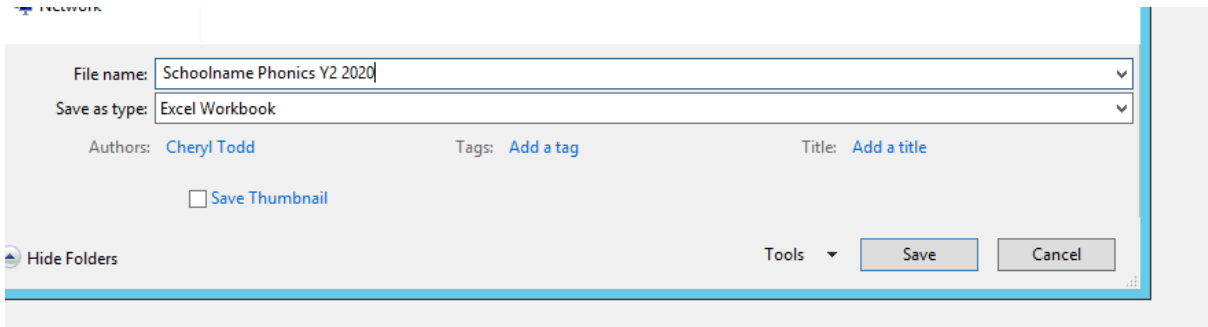 Network
File name: Schoolname Phonics Y2 2020
Save as type: Excel Workbook
Authors: Cheryl Todd Tags: Add a tag Title: Add a title
Save Thumbnail
Hide Folders Tools Save Cancel